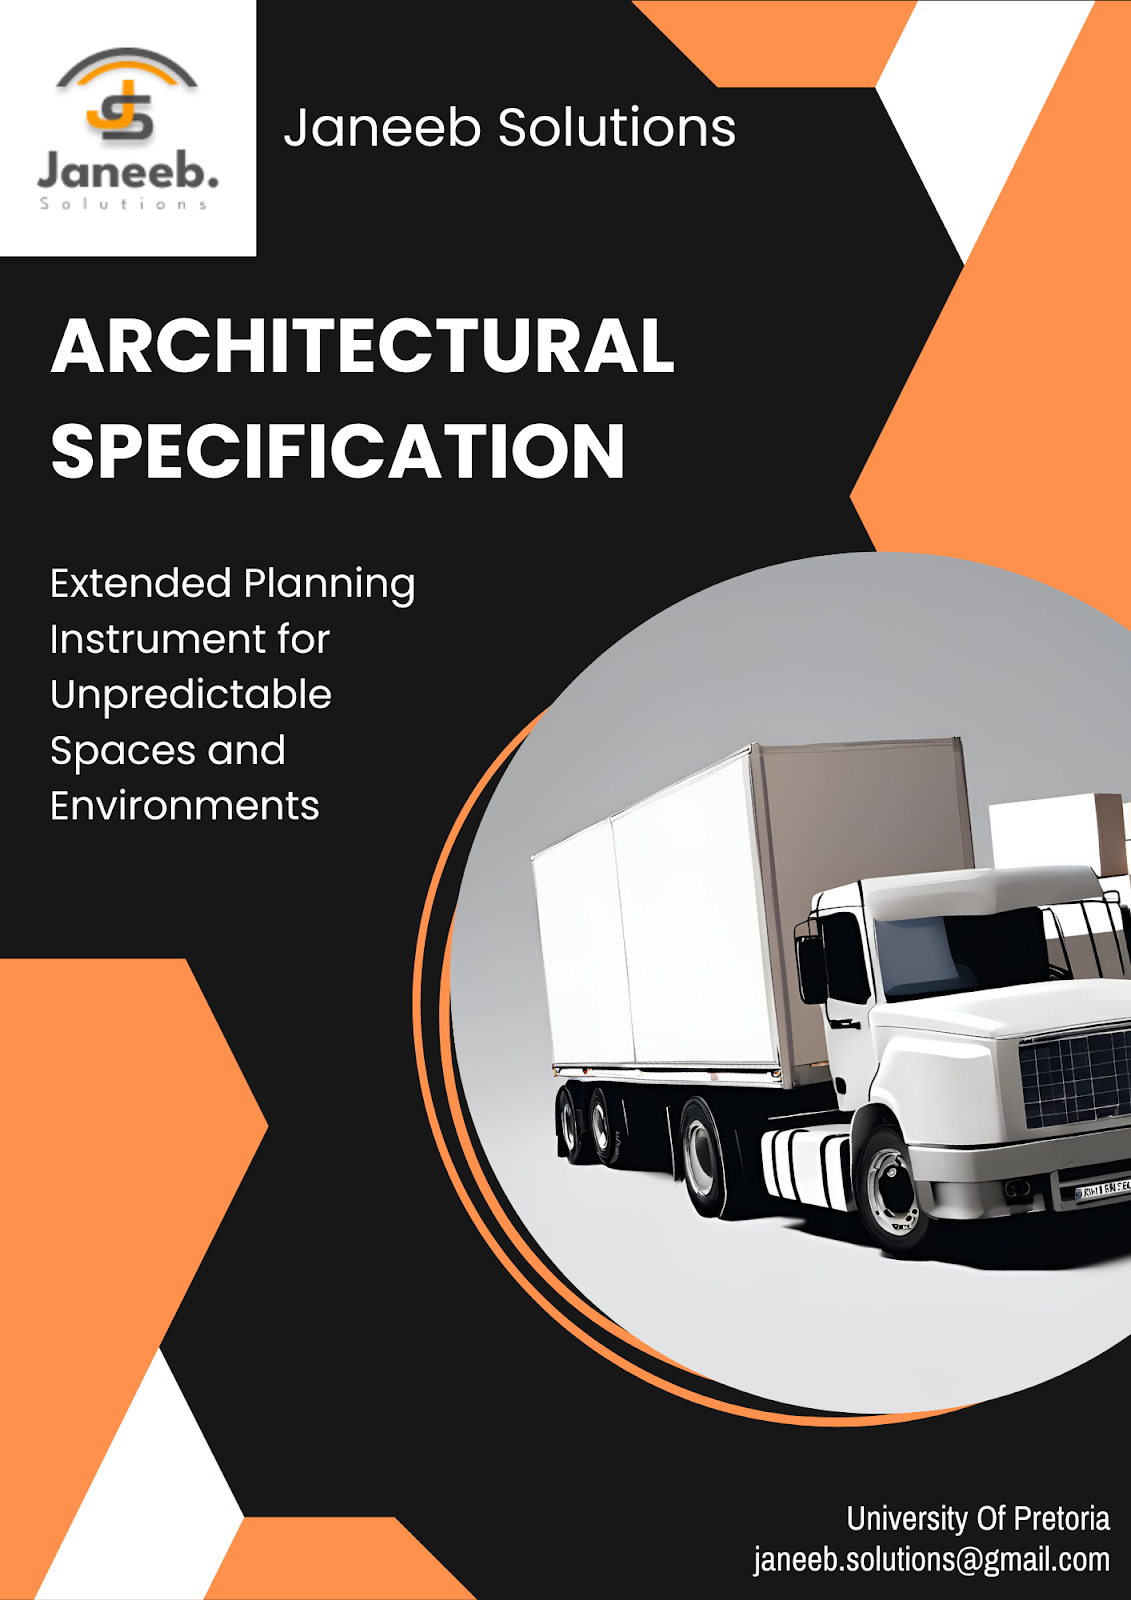 JS
Janeeb.
Solutions
Janeeb Solutions
ARCHITECTURAL
SPECIFICATION
Extended Planning
Instrument for
Unpredictable
Spaces and
Environments
University Of Pretoria
janeeb.solutions@gmail.com